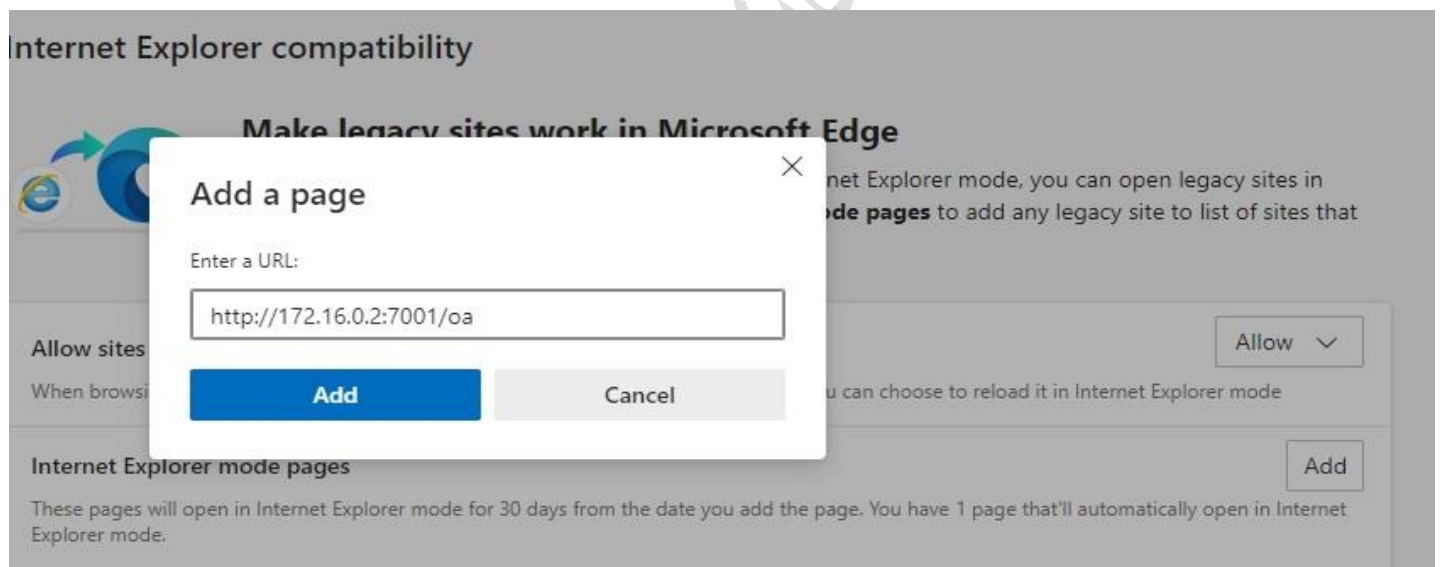 Internet Explorer compatibility
Make legacy sites work in Microsoft Edge
net Explorer mode, you can open legacy sites in
ode pages to add any legacy site to list of sites that
Add a page
Enter a URL:
http://172.16.0.2:7001/oa
Add Cancel
Allow sites
Allow
When browsi u can choose to reload it in Internet Explorer mode
Internet Explorer mode pages
Add
These pages will open in Internet Explorer mode for 30 days from the date you add the page. You have 1 page that'll automatically open in Internet
Explorer mode.